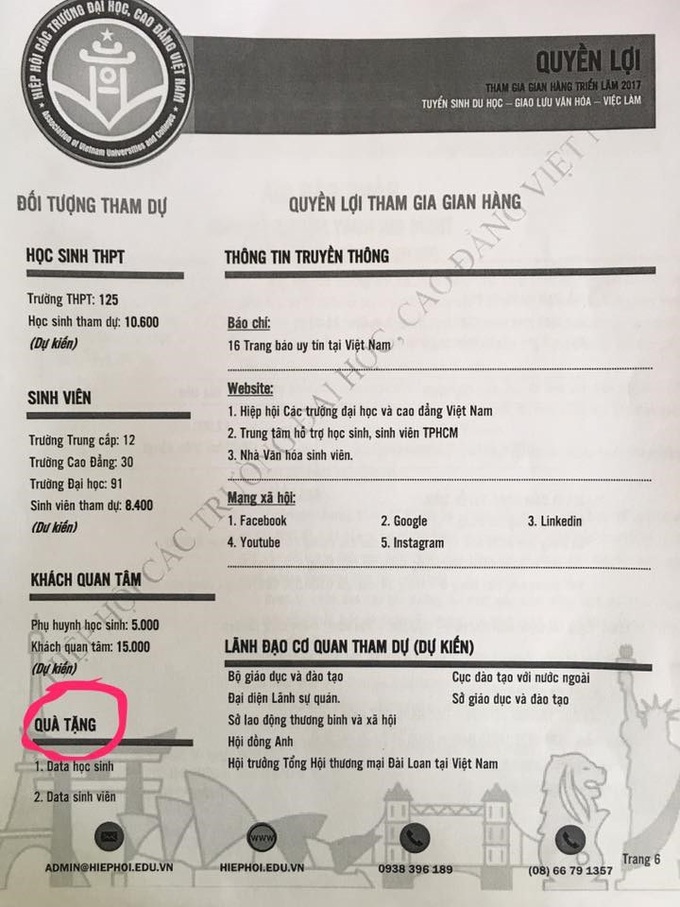 HIỆP HỘI CÁC TRƯỜNG ĐẠI HỌC, CAO ĐẲNG VIỆT NAM
Association of Vietnam Universities and Colleges
QUYỀN LỢI
THAM GIA GIAN HÀNG TRIỂN LÃM 2017
TUYỂN SINH DU HỌC – GIAO LƯU VĂN HÓA – VIỆC LÀM
ĐỐI TƯỢNG THAM DỰ
HỌC SINH THPT
Trường THPT: 125
Học sinh tham dự: 10.600
(Dự kiến)
SINH VIÊN
Trường Trung cấp: 12
Trường Cao Đẳng: 30
Trường Đại học: 91
Sinh viên tham dự: 8.400
(Dự kiến)
KHÁCH QUAN TÂM
Phụ huynh học sinh: 5.000
Khách quan tâm: 15.000
(Dự kiến)
QUÀ TẶNG
1. Data học sinh
2. Data sinh viên
QUYỀN LỢI THAM GIA GIAN HÀNG
THÔNG TIN TRUYỀN THÔNG
Báo chí:
16 Trang báo uy tín tại Việt Nam
Website:
1. Hiệp hội Các trường đại học và cao đẳng Việt Nam
2. Trung tâm hỗ trợ học sinh, sinh viên TPHCM
3. Nhà Văn hóa sinh viên.
Mạng xã hội:
1. Facebook 2. Google 3. Linkedin
4. Youtube 5. Instagram
LÃNH ĐẠO CƠ QUAN THAM DỰ (DỰ KIẾN)
Bộ giáo dục và đào tạo Cục đào tạo với nước ngoài
Đại diện Lãnh sự quán. Sở giáo dục và đào tạo
Sở lao động thương binh và xã hội
Hội đồng Anh
Hội trưởng Tổng Hội thương mại Đài Loan tại Việt Nam
HIỆP HỘI CÁC TRƯỜNG ĐẠI HỌC, CAO ĐẲNG VIỆT
www
ADMIN@HIEPHOI.EDU.VN HIEPHOI.EDU.VN 0938 396 189 (08) 66 79 1357
Trang 6